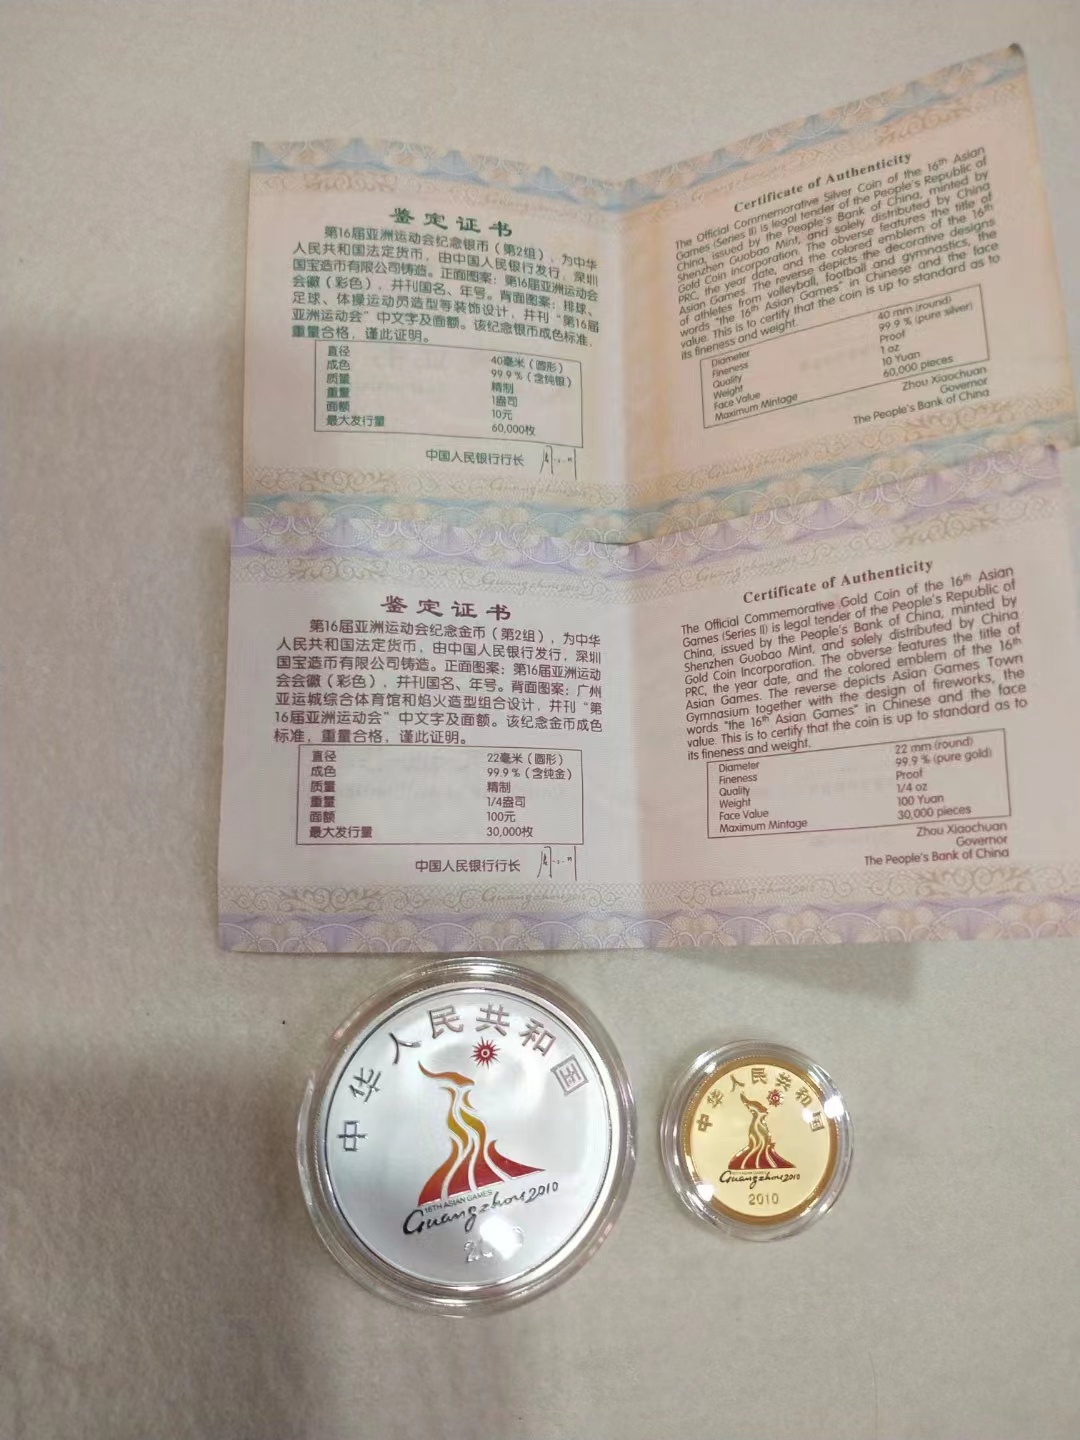 鉴定证书
第16届亚洲运动会纪念银币（第2组），为中华
人民共和国法定货币，由中国人民银行发行，深圳
国宝造币有限公司铸造。正面图案：第16届亚洲运动会
会徽（彩色），并刊国名、年号。背面图案：排球、
足球、体操运动员造型等装饰设计，并刊“第16届
亚洲运动会”中文字及面额。该纪念银币成色标准，
重量合格，谨此证明。
直径 40毫米（圆形）
成色 99.9％（含纯银）
质量 精制
重量 1盎司
面额 10元
最大发行量 60,000枚
中国人民银行行长
Certificate of Authenticity
The Official Commemorative Silver Coin of the 16th Asian
Games (Series II) is legal tender of the People's Republic of
China, issued by the People's Bank of China, minted by
Shenzhen Guobao Mint, and solely distributed by China
Gold Coin Incorporation. The obverse features the title of
PRC, the year date, and the colored emblem of the 16th
Asian Games. The reverse depicts the decorative designs
of athletes from volleyball, football and gymnastics, the
words "the 16th Asian Games" in Chinese and the face
value. This is to certify that the coin is up to standard as to
its fineness and weight.
Diameter 40 mm (round)
Fineness 99.9 % (pure silver)
Quality Proof
Weight 1 oz
Face Value 10 Yuan
Maximum Mintage 60,000 pieces
Zhou Xiaochuan
Governor
The People's Bank of China
Guangzhou 2010
鉴定证书
第16届亚洲运动会纪念金币（第2组），为中华
人民共和国法定货币，由中国人民银行发行，深圳
国宝造币有限公司铸造。正面图案：第16届亚洲运动
会会徽（彩色），并刊国名、年号。背面图案：广州
亚运城综合体育馆和焰火造型组合设计，并刊“第
16届亚洲运动会”中文字及面额。该纪念金币成色
标准，重量合格，谨此证明。
直径 22毫米（圆形）
成色 99.9％（含纯金）
质量 精制
重量 1/4盎司
面额 100元
最大发行量 30,000枚
中国人民银行行长
Certificate of Authenticity
The Official Commemorative Gold Coin of the 16th Asian
Games (Series II) is legal tender of the People's Republic of
China, issued by the People's Bank of China, minted by
Shenzhen Guobao Mint, and solely distributed by China
Gold Coin Incorporation. The obverse features the title of
PRC, the year date, and the colored emblem of the 16th
Asian Games. The reverse depicts Asian Games Town
Gymnasium together with the design of fireworks, the
words "the 16th Asian Games" in Chinese and the face
value. This is to certify that the coin is up to standard as to
its fineness and weight.
Diameter 22 mm (round)
Fineness 99.9 % (pure gold)
Quality Proof
Weight 1/4 oz
Face Value 100 Yuan
Maximum Mintage 30,000 pieces
Zhou Xiaochuan
Governor
The People's Bank of China
Guangzhou 2010
中华人民共和国
16TH ASIAN GAMES
Guangzhou 2010
中华人民共和国
Guangzhou 2010
2010